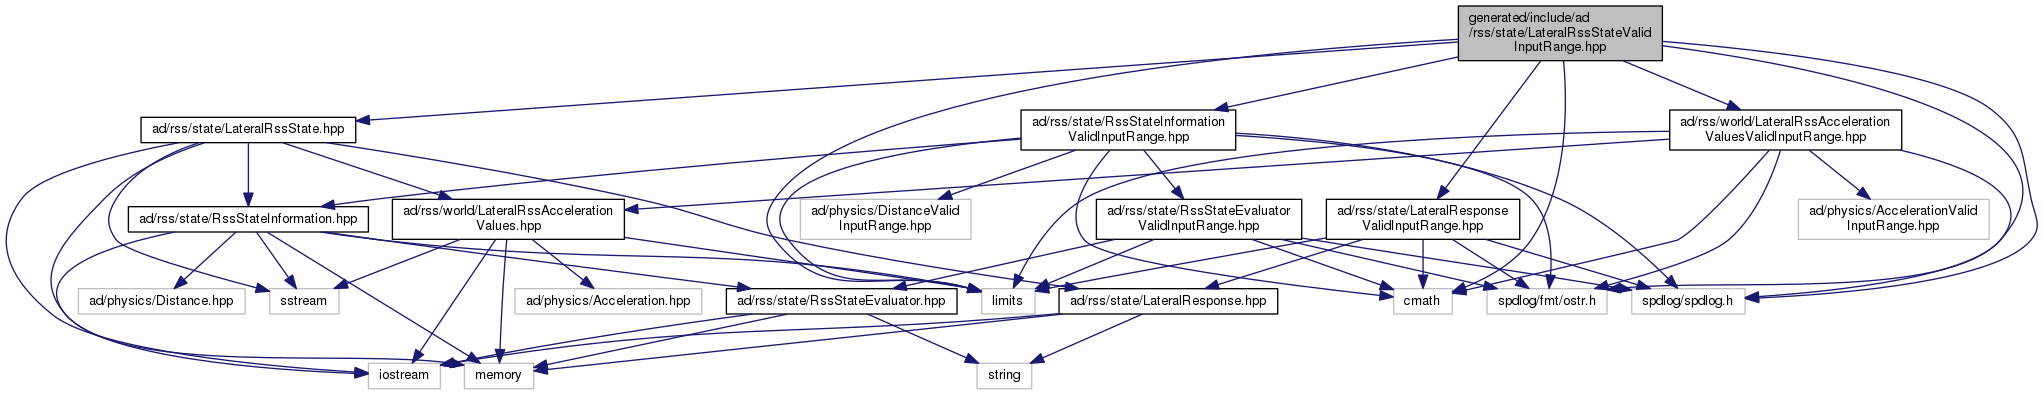 generated/include/ad
/rss/state/LateralRssStateValid
InputRange.hpp
ad/rss/state/LateralRssState.hpp
ad/rss/state/RssStateInformation
ValidInputRange.hpp
ad/rss/world/LateralRssAcceleration
ValuesValidInputRange.hpp
ad/rss/state/RssStateInformation.hpp
ad/rss/world/LateralRssAcceleration
Values.hpp
ad/physics/DistanceValid
InputRange.hpp
ad/rss/state/RssStateEvaluator
ValidInputRange.hpp
ad/rss/state/LateralResponse
ValidInputRange.hpp
ad/physics/AccelerationValid
InputRange.hpp
ad/physics/Distance.hpp
sstream
ad/physics/Acceleration.hpp
ad/rss/state/RssStateEvaluator.hpp
limits
ad/rss/state/LateralResponse.hpp
cmath
spdlog/fmt/ostr.h
spdlog/spdlog.h
iostream
memory
string